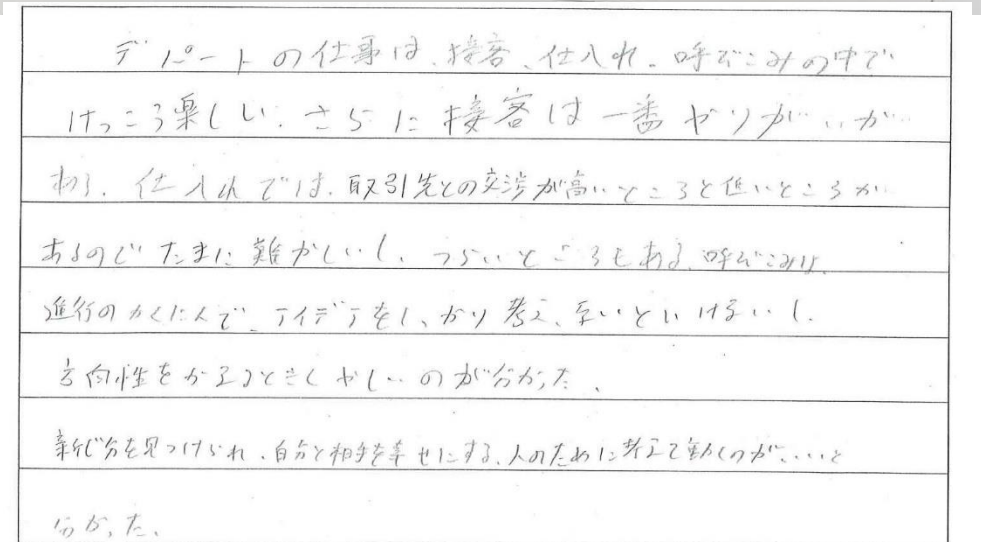 デパートの仕事は、接客、仕入れ、呼びこみの中で
けっこう楽しい。さらに接客は一番やりがいが
ある。仕入れでは、取引先との交渉が高いところと低いところが
あるのでたまに難かしいし、つらいところもある。呼びこみは、
進行のかくにんで、アイデアをしっかり考え、ないといけないし、
方向性をかえるときくやしいのが分かった。
新じ分を見つけられ、自分と相手を幸せにする、人のために考えて動くのがいいと
分かった。